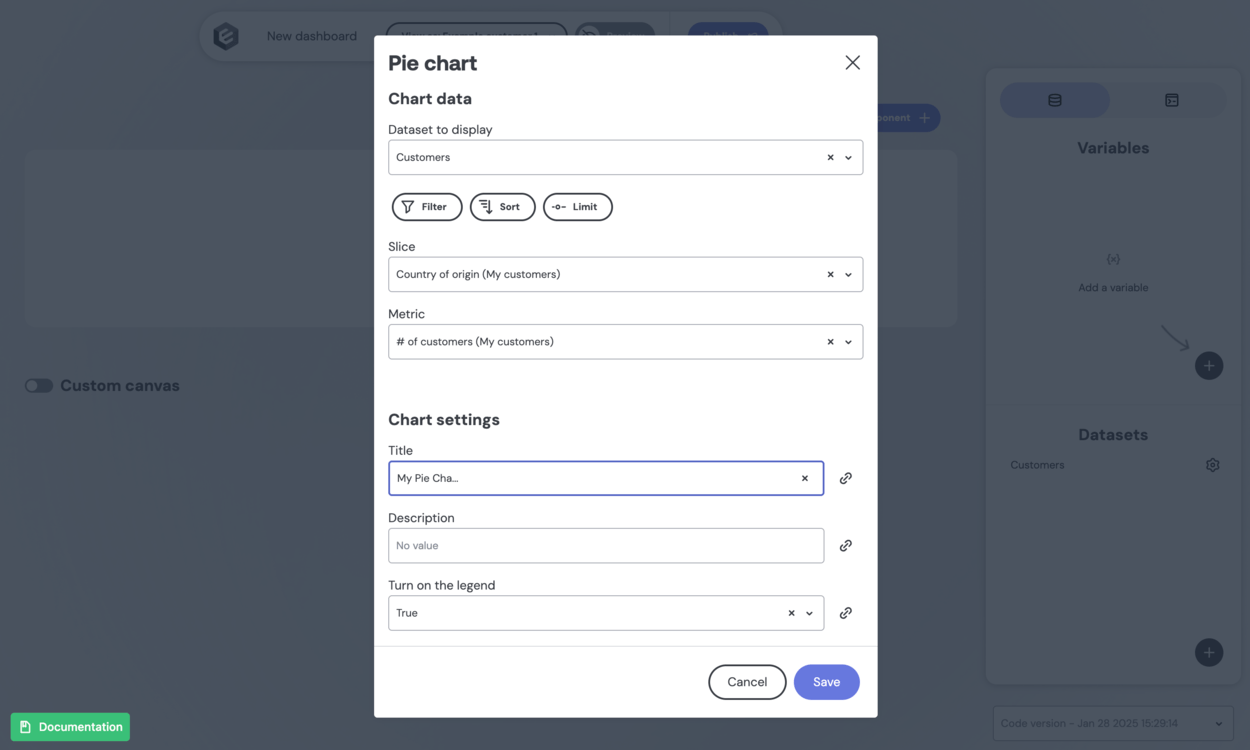 New dashboard
Pie chart
Chart data
Dataset to display
Customers
Filter
Sort
Limit
Slice
Country of origin (My customers)
Metric
# of customers (My customers)
Chart settings
Title
My Pie Cha...
Description
No value
Turn on the legend
True
Cancel
Save
Custom canvas
Variables
{x}
Add a variable
Datasets
Customers
Documentation
Code version - Jan 28 2025 15:29:14